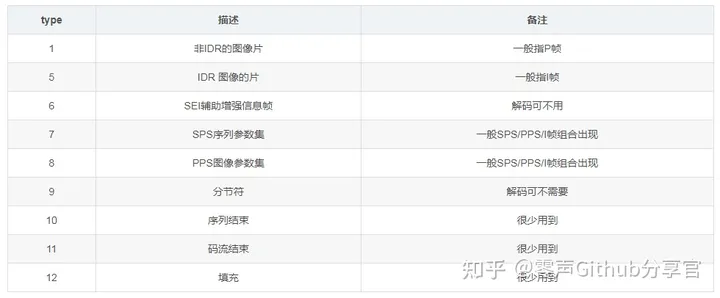 type 描述 备注
1 非IDR的图像片 一般指P帧
5 IDR 图像的片 一般指I帧
6 SEI辅助增强信息帧 解码可不用
7 SPS序列参数集 一般SPS/PPS/I帧组合出现
8 PPS图像参数集 一般SPS/PPS/I帧组合出现
9 分节符 解码可不需要
10 序列结束 很少用到
11 码流结束 很少用到
12 填充 很少用到
知乎 @零声Github分享官